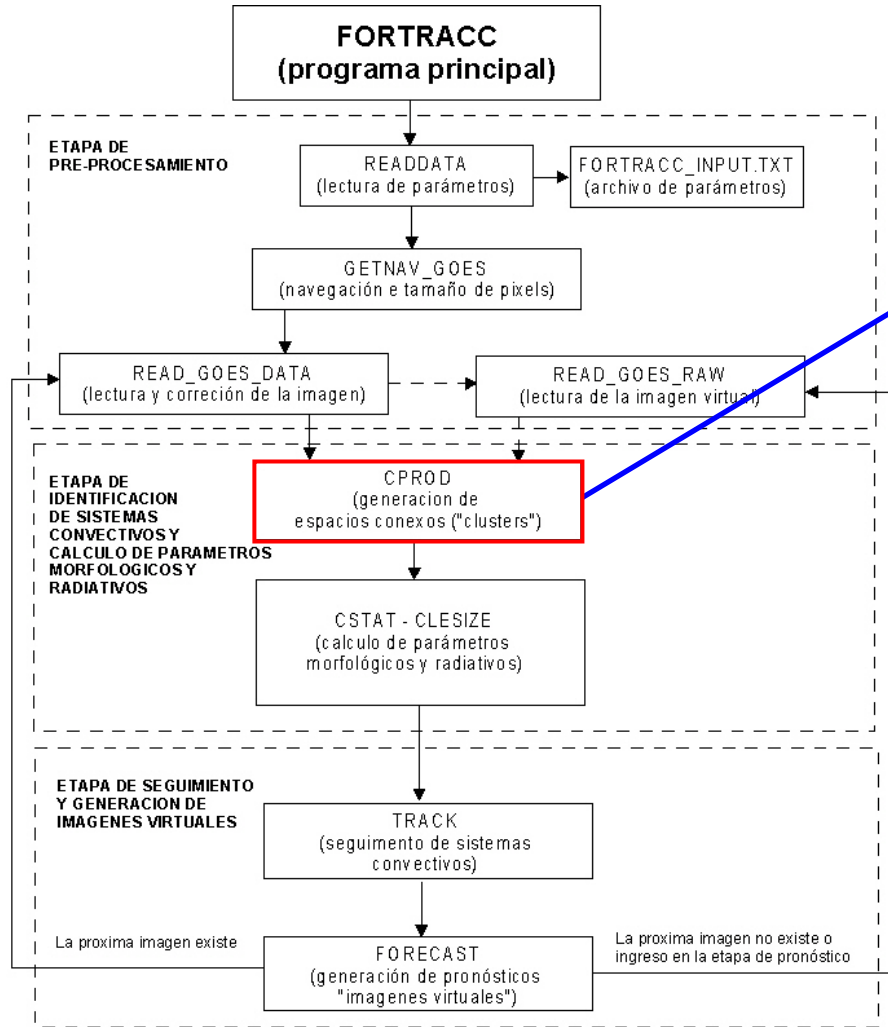 FORTRACC
(programa principal)
ETAPA DE
PRE-PROCESAMIENTO
READDATA
(lectura de parámetros)
FORTRACC_INPUT.TXT
(archivo de parámetros)
GETNAV_GOES
(navegación e tamaño de pixels)
READ_GOES_DATA
(lectura y correción de la imagen)
READ_GOES_RAW
(lectura de la imagen virtual)
ETAPA DE
IDENTIFICACION
DE SISTEMAS
CONVECTIVOS Y
CALCULO DE PARAMETROS
MORFOLOGICOS Y
RADIATIVOS
CPROD
(generacion de
espacios conexos ("clusters")
CSTAT - CLESIZE
(calculo de parámetros
morfológicos y radiativos)
ETAPA DE SEGUIMIENTO
Y GENERACION DE
IMAGENES VIRTUALES
TRACK
(seguimento de sistemas
convectivos)
La proxima imagen existe
FORECAST
(generación de pronósticos
"imagenes virtuales")
La proxima imagen no existe o
ingreso en la etapa de pronóstico